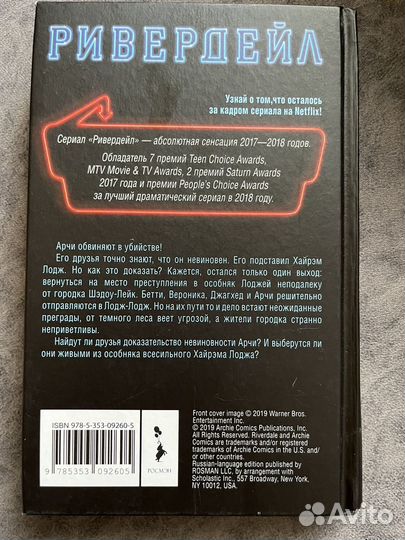 РИВЕРДЕЙЛ
Узнай о том,что осталось
за кадром сериала на Netflix!
Сериал «Ривердейл» — абсолютная сенсация 2017—2018 годов.
Обладатель 7 премий Teen Choice Awards,
MTV Movie & TV Awards, 2 премий Saturn Awards
2017 года и премии People's Choice Awards
за лучший драматический сериал в 2018 году.
Арчи обвиняют в убийстве!
Его друзья точно знают, что он невиновен. Его подставил Хайрэм
Лодж. Но как это доказать? Кажется, остался только один выход:
вернуться на место преступления в особняк Лоджей неподалеку
от городка Шэдоу-Лейк. Бетти, Вероника, Джагхед и Арчи решительно
отправляются в Лодж-Лодж. Но на их пути то и дело встают неожиданные
преграды, от темного леса веет угрозой, а жители городка странно
неприветливы.
Найдут ли друзья доказательство невиновности Арчи? И выберутся ли
они живыми из особняка всесильного Хайрэма Лоджа?
ISBN 978-5-353-09260-5
9 785353 092605
РОСМЭН
Front cover image © 2019 Warner Bros.
Entertainment Inc.
© 2019 Archie Comics Publications, Inc.
All Rights Reserved. Riverdale and Archie
Comics are trademarks and/or registered
trademarks of Archie Comics in the U.S. and/
or other countries.
Russian-language edition published by
ROSMAN LLC, by arrangement with
Scholastic Inc., 557 Broadway, New York,
NY 10012, USA.
Avito